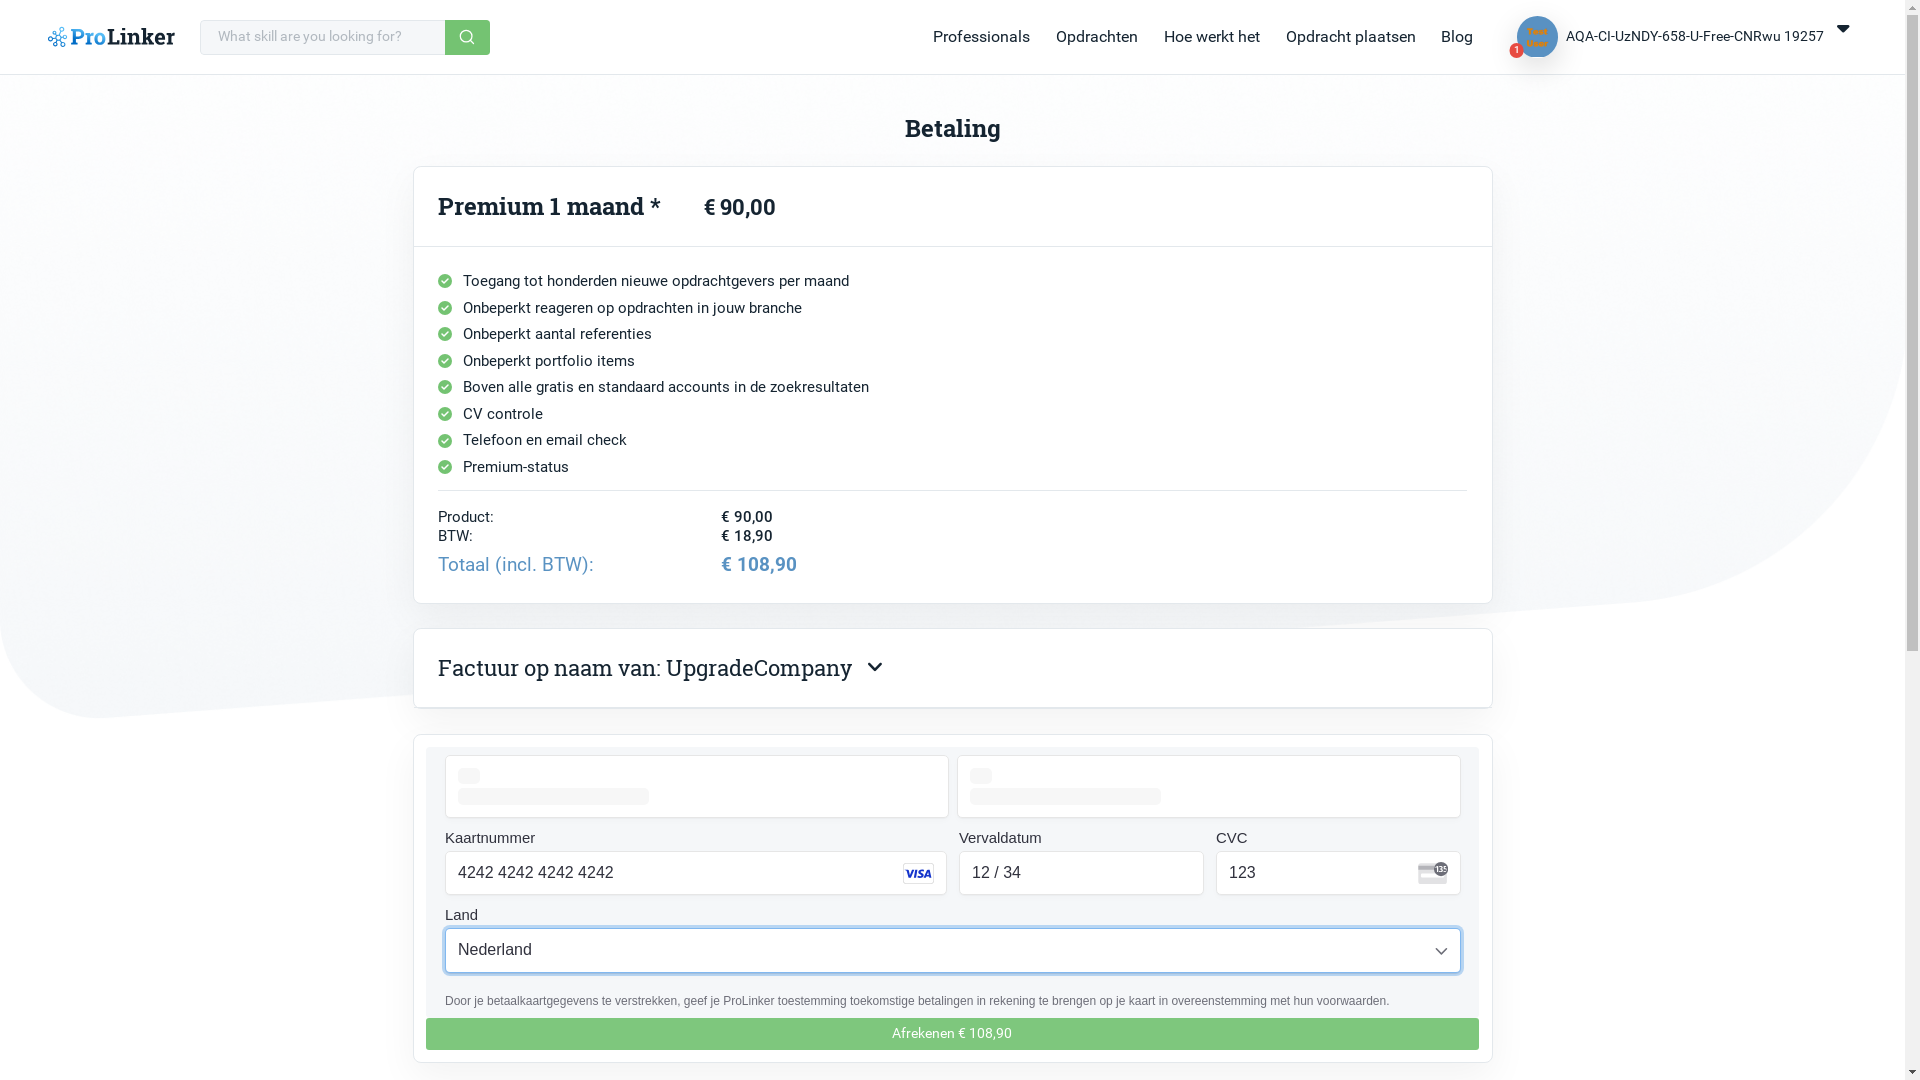 ProLinker
What skill are you looking for?
Professionals
Opdrachten
Hoe werkt het
Opdracht plaatsen
Blog
Test
User
1
AQA-CI-UzNDY-658-U-Free-CNRwu 19257
Betaling
Premium 1 maand * € 90,00
Toegang tot honderden nieuwe opdrachtgevers per maand
Onbeperkt reageren op opdrachten in jouw branche
Onbeperkt aantal referenties
Onbeperkt portfolio items
Boven alle gratis en standaard accounts in de zoekresultaten
CV controle
Telefoon en email check
Premium-status
Product: € 90,00
BTW: € 18,90
Totaal (incl. BTW): € 108,90
Factuur op naam van: UpgradeCompany
Kaartnummer
Vervaldatum
CVC
4242 4242 4242 4242
VISA
12 / 34
123
135
Land
Nederland
Door je betaalkaartgegevens te verstrekken, geef je ProLinker toestemming toekomstige betalingen in rekening te brengen op je kaart in overeenstemming met hun voorwaarden.
Afrekenen € 108,90